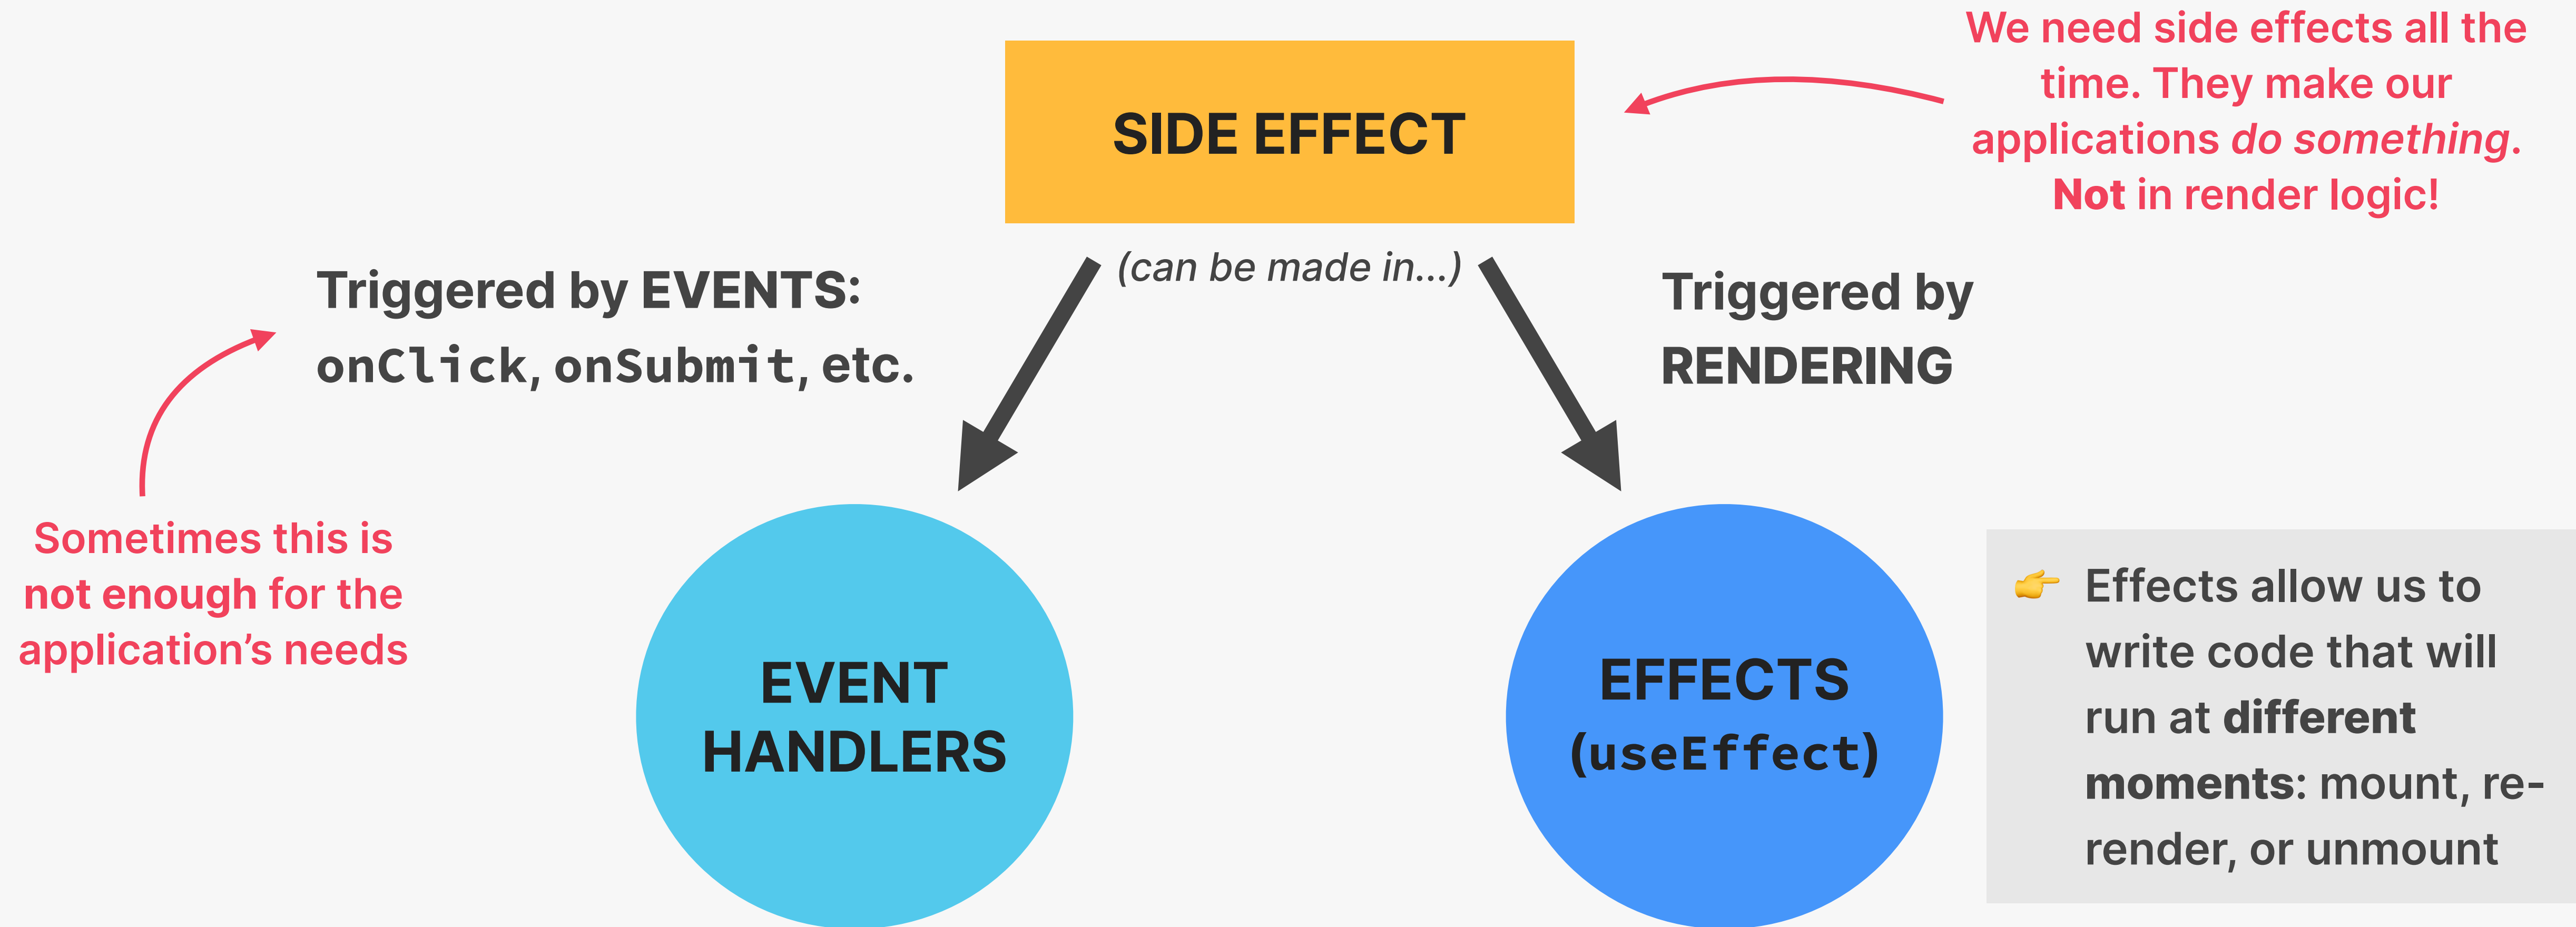 SIDE EFFECT
We need side effects all the
time. They make our
applications do something.
Not in render logic!
(can be made in…)
Triggered by EVENTS:
onClick, onSubmit, etc.
Triggered by
RENDERING
Sometimes this is
not enough for the
application’s needs
EVENT
HANDLERS
EFFECTS
(useEffect)
👉 Effects allow us to
write code that will
run at different
moments: mount, re-
render, or unmount